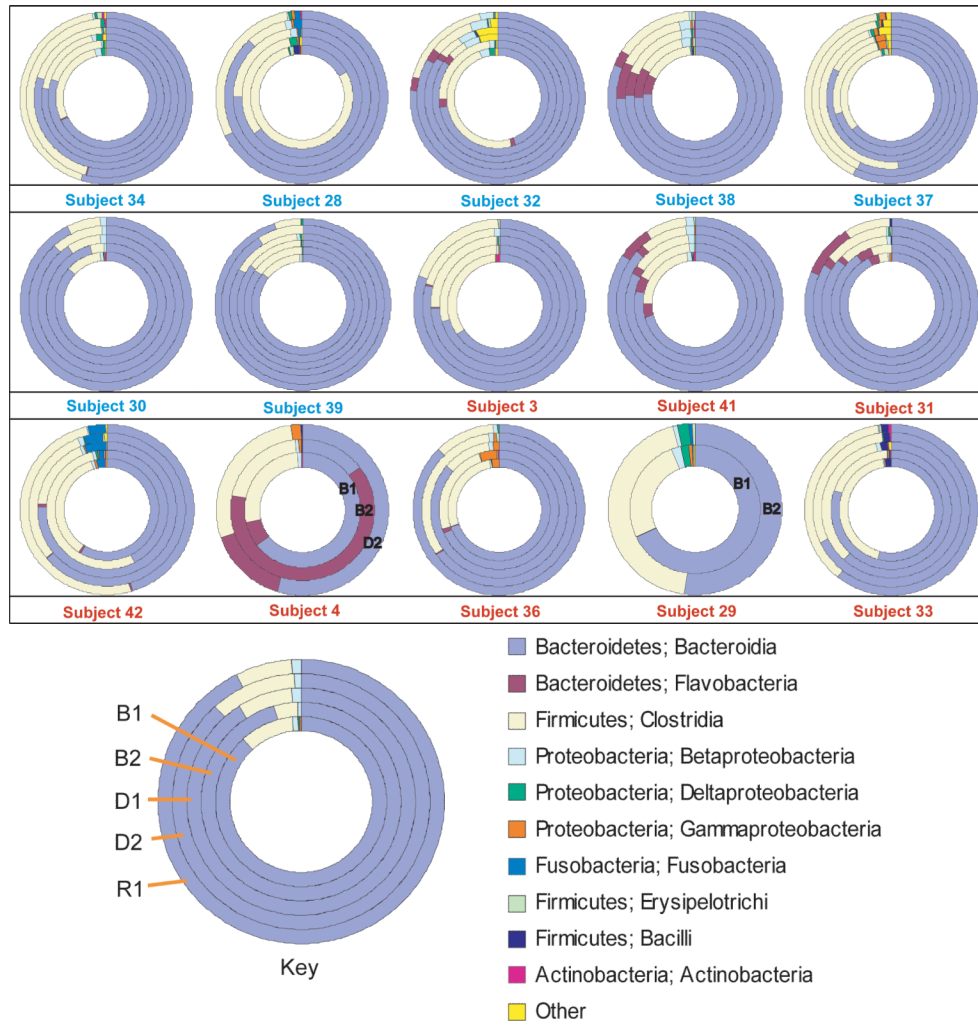 Subject 34 Subject 28 Subject 32 Subject 38 Subject 37
Subject 30 Subject 39 Subject 3 Subject 41 Subject 31
B1
B2
D2
B1
B2
Subject 42 Subject 4 Subject 36 Subject 29 Subject 33
B1
B2
D1
D2
R1
Key
Bacteroidetes; Bacteroidia
Bacteroidetes; Flavobacteria
Firmicutes; Clostridia
Proteobacteria; Betaproteobacteria
Proteobacteria; Deltaproteobacteria
Proteobacteria; Gammaproteobacteria
Fusobacteria; Fusobacteria
Firmicutes; Erysipelotrichi
Firmicutes; Bacilli
Actinobacteria; Actinobacteria
Other